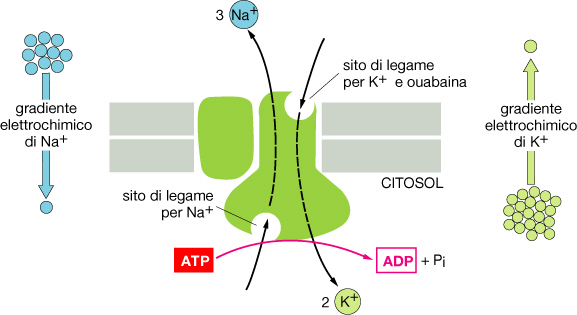 3 Na+
sito di legame
per K+ e ouabaina
gradiente
elettrochimico
di Na+
gradiente
elettrochimico
di K+
CITOSOL
sito di legame
per Na+
ATP
ADP + Pi
2 K+